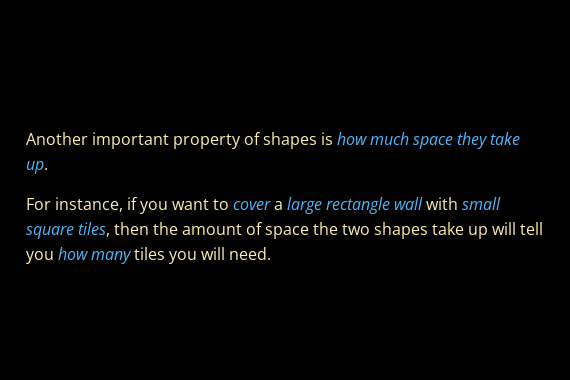 Another important property of shapes is how much space they take
up.
For instance, if you want to cover a large rectangle wall with small
square tiles, then the amount of space the two shapes take up will tell
you how many tiles you will need.